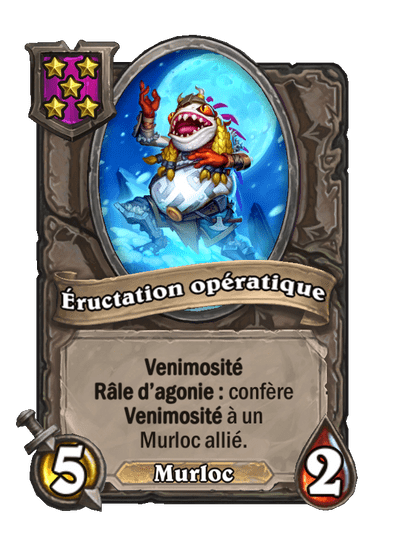 Éructation opératique
Venimosité
Râle d'agonie : confère
Venimosité à un
Murloc allié.
5
Murloc
2